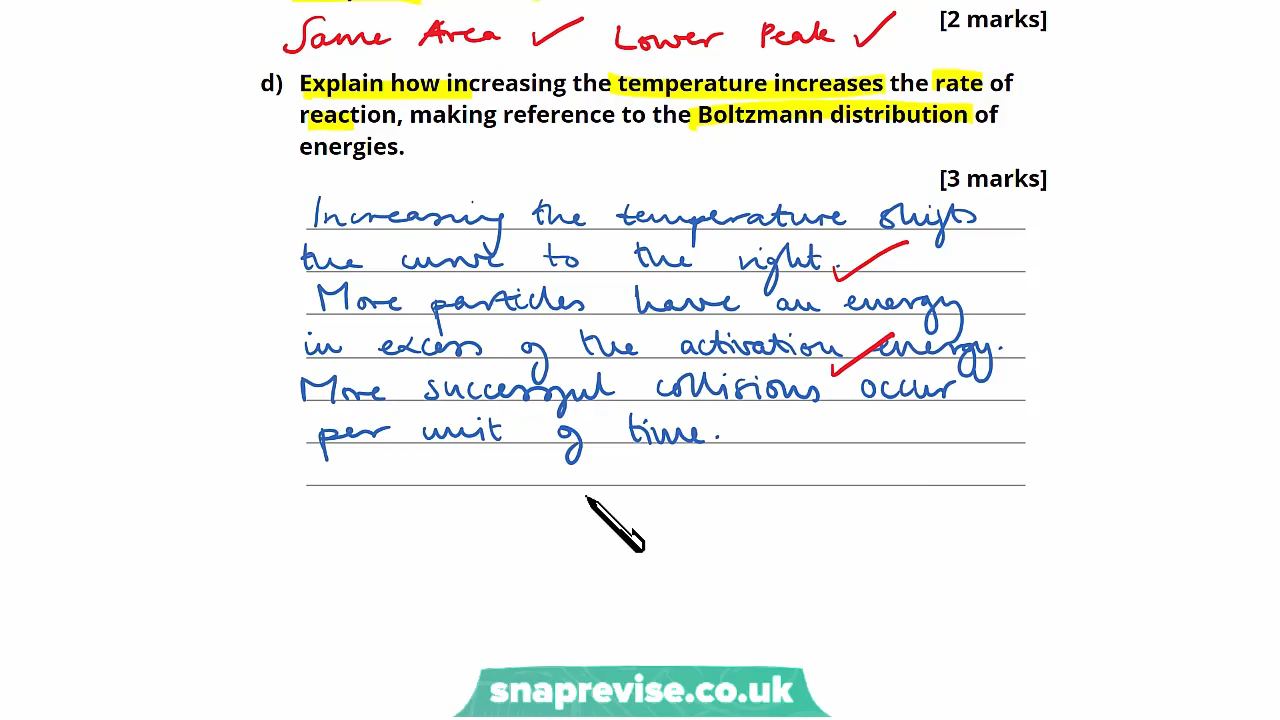 Same Area ✓ Lower Peak ✓ [2 marks]
d) Explain how increasing the temperature increases the rate of
reaction, making reference to the Boltzmann distribution of
energies.
[3 marks]
Increasing the temperature shifts
the curve to the right.
More particles have an energy
in excess of the activation energy.
More successful collisions occur
per unit of time.
snaprevise.co.uk